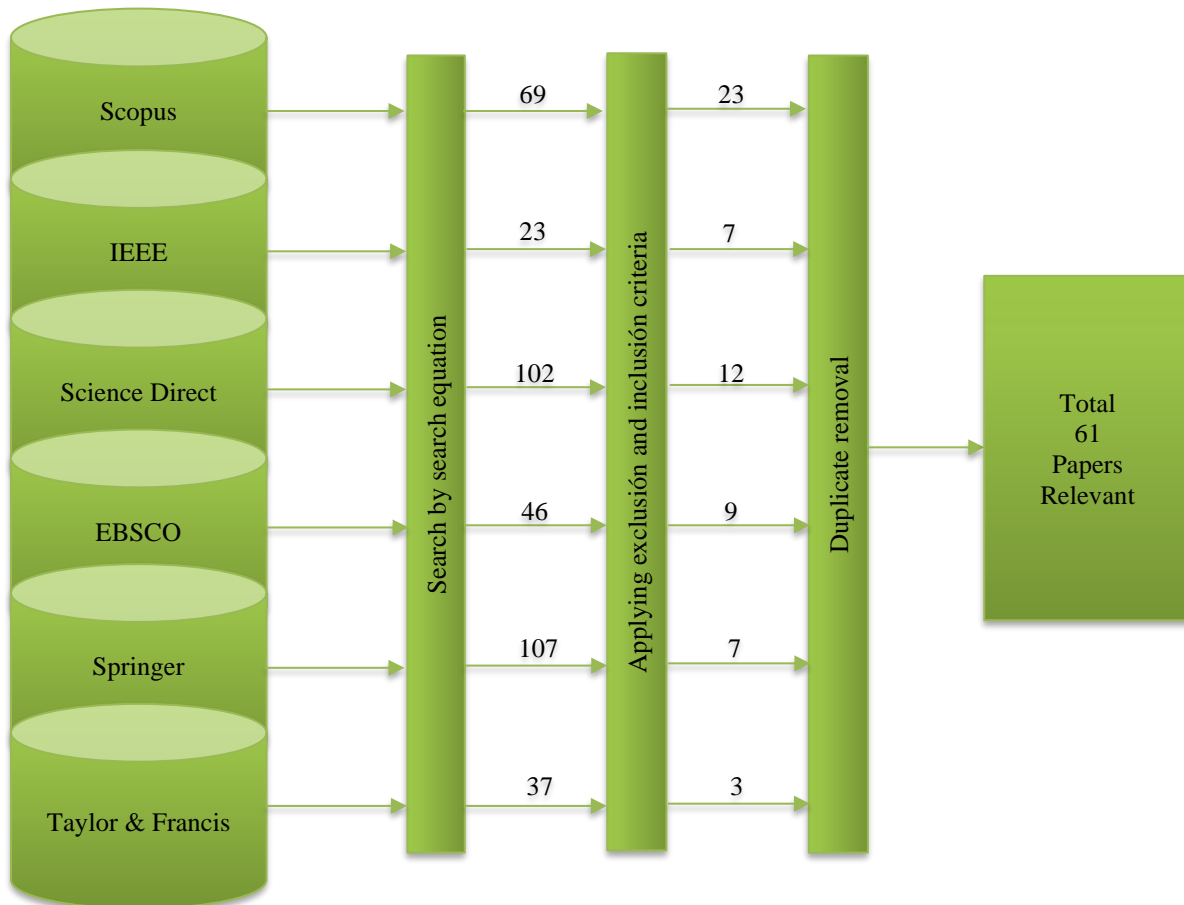 Scopus
69
23
IEEE
23
7
Science Direct
102
12
EBSCO
46
9
Springer
107
7
Taylor & Francis
37
3
Search by search equation
Applying exclusión and inclusión criteria
Duplicate removal
Total
61
Papers
Relevant